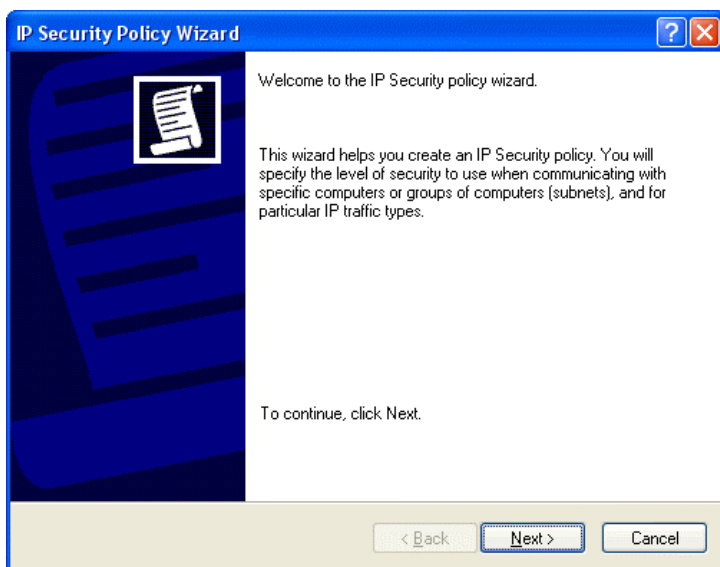 IP Security Policy Wizard
Welcome to the IP Security policy wizard.
This wizard helps you create an IP Security policy. You will
specify the level of security to use when communicating with
specific computers or groups of computers (subnets), and for
particular IP traffic types.
To continue, click Next.
< Back
Next >
Cancel